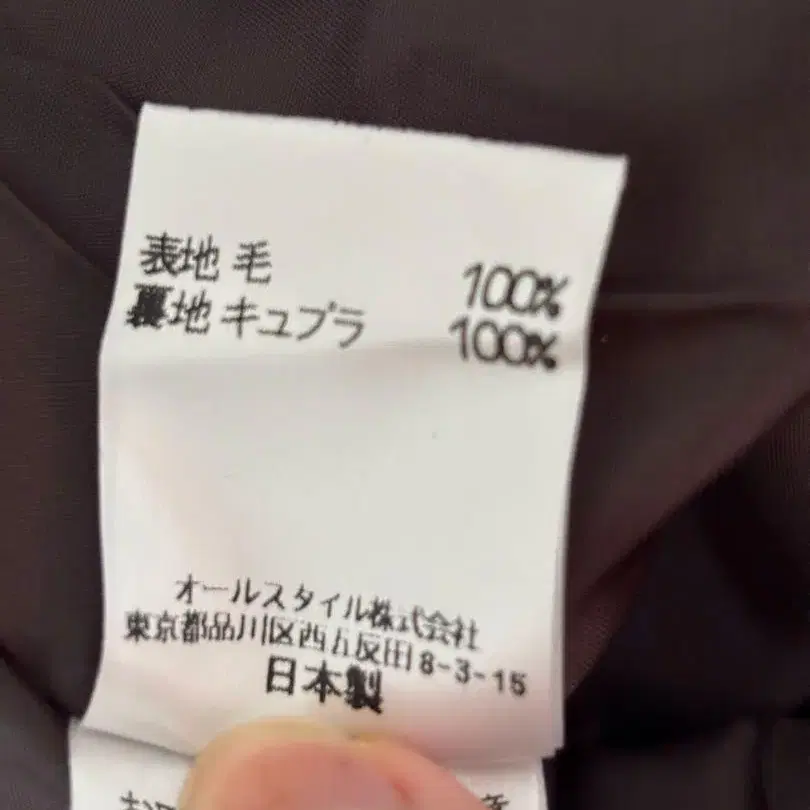 表地 毛 100%
裏地 キュプラ 100%
オールスタイル株式会社
東京都品川区西五反田8-3-15
日本製